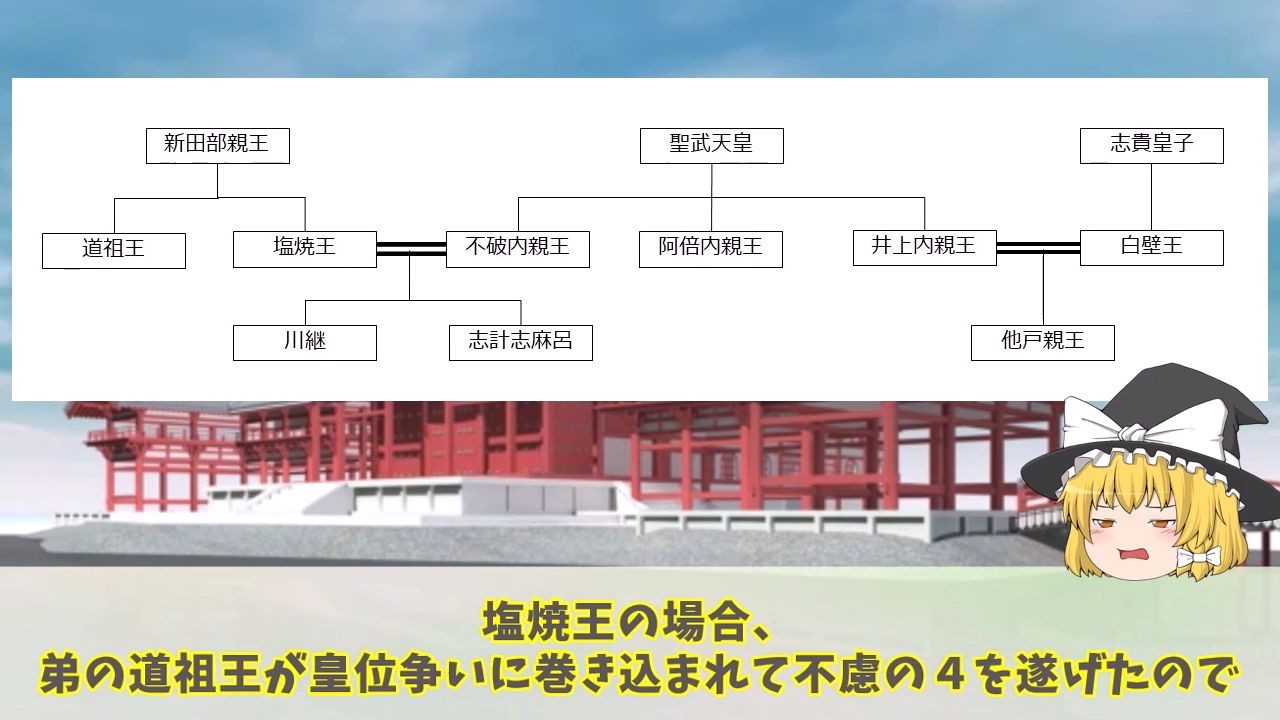 新田部親王
聖武天皇
志貴皇子
道祖王
塩焼王
不破内親王
阿倍内親王
井上内親王
白壁王
川継
志計志麻呂
他戸親王
塩焼王の場合、
弟の道祖王が皇位争いに巻き込まれて不慮の４を遂げたので